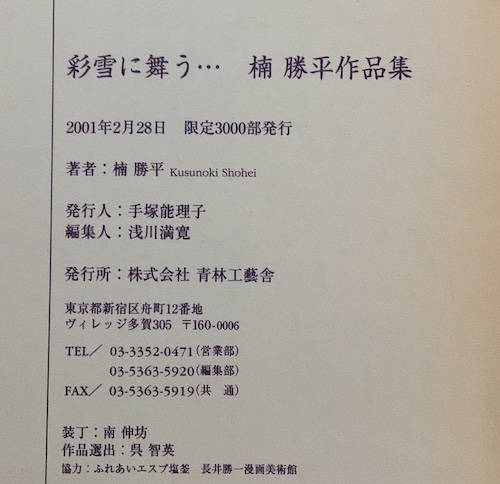 彩雪に舞う… 楠 勝平作品集
2001年2月28日 限定3000部発行
著者：楠 勝平 Kusunoki Shohei
発行人：手塚能理子
編集人：浅川満寛
発行所：株式会社 青林工藝舎
東京都新宿区舟町12番地
ヴィレッジ多賀305 〒160-0006
TEL／ 03-3352-0471（営業部）
03-5363-5920（編集部）
FAX／ 03-5363-5919（共 通）
装丁：南 伸坊
作品選出：呉 智英
協力：ふれあいエスプ塩釜 長井勝一漫画美術館